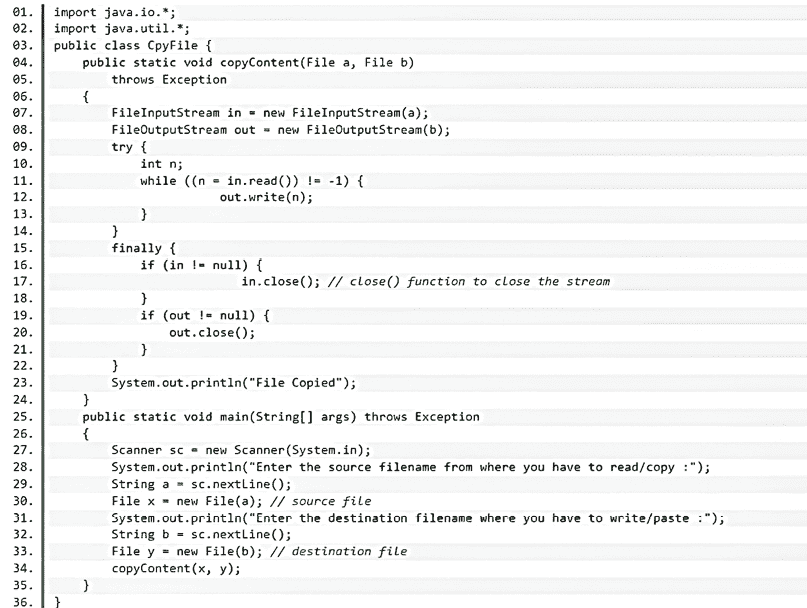 01. import java.io.*;
02. import java.util.*;
03. public class CpyFile {
04.     public static void copyContent(File a, File b)
05.         throws Exception
06.     {
07.         FileInputStream in = new FileInputStream(a);
08.         FileOutputStream out = new FileOutputStream(b);
09.         try {
10.             int n;
11.             while ((n = in.read()) != -1) {
12.                        out.write(n);
13.             }
14.         }
15.         finally {
16.             if (in != null) {
17.                           in.close(); // close() function to close the stream
18.             }
19.             if (out != null) {
20.                 out.close();
21.             }
22.         }
23.         System.out.println("File Copied");
24.     }
25.     public static void main(String[] args) throws Exception
26.     {
27.         Scanner sc = new Scanner(System.in);
28.         System.out.println("Enter the source filename from where you have to read/copy :");
29.         String a = sc.nextLine();
30.         File x = new File(a); // source file
31.         System.out.println("Enter the destination filename where you have to write/paste :");
32.         String b = sc.nextLine();
33.         File y = new File(b); // destination file
34.         copyContent(x, y);
35.     }
36. }